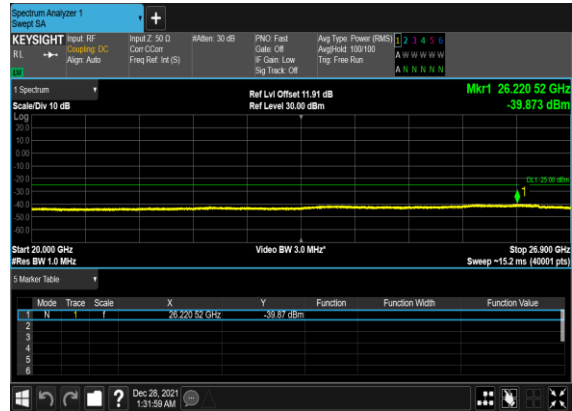 Spectrum Analyzer 1
Swept SA
+
KEYSIGHT Input: RF Input Z: 50 Ω #Atten: 30 dB PNO: Fast Avg Type: Power (RMS) 1 2 3 4 5 6
RL Coupling: DC Corr CCorr Gate: Off Avg|Hold: 100/100 A W W W W W
Align: Auto Freq Ref: Int (S) IF Gain: Low Trig: Free Run
Sig Track: Off A N N N N N
1 Spectrum Ref Lvl Offset 11.91 dB Mkr1 26.220 52 GHz
Scale/Div 10 dB Ref Level 30.00 dBm -39.873 dBm
Log
20.0
10.0
0.00
-10.0
-20.0
DL1 -25.00 dBm
-30.0
1
-40.0
-50.0
-60.0
Start 20.000 GHz Video BW 3.0 MHz* Stop 26.900 GHz
#Res BW 1.0 MHz Sweep ~15.2 ms (40001 pts)
5 Marker Table
Mode Trace Scale X Y Function Function Width Function Value
1 N 1 f 26.220 52 GHz -39.87 dBm
2
3
4
5
6
? Dec 28, 2021
1:31:59 AM